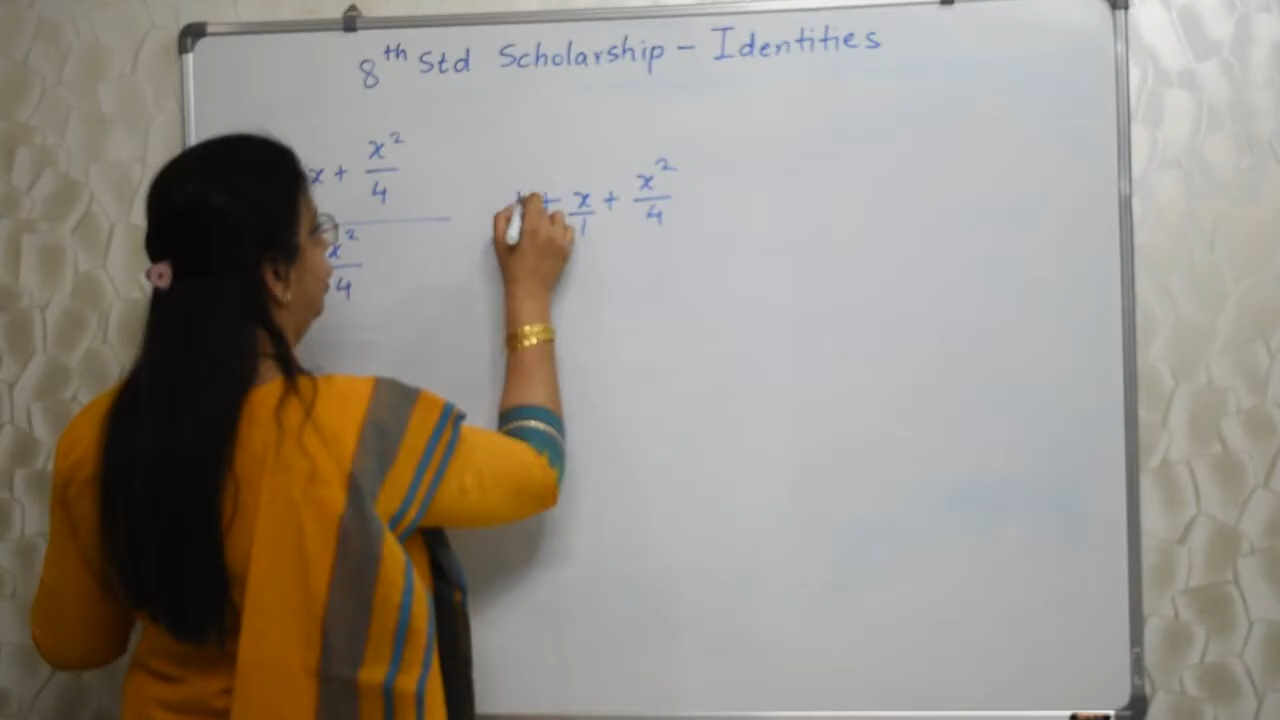 8th Std Scholarship - Identities
x + x²/4
x²/4
+ x/1 + x²/4